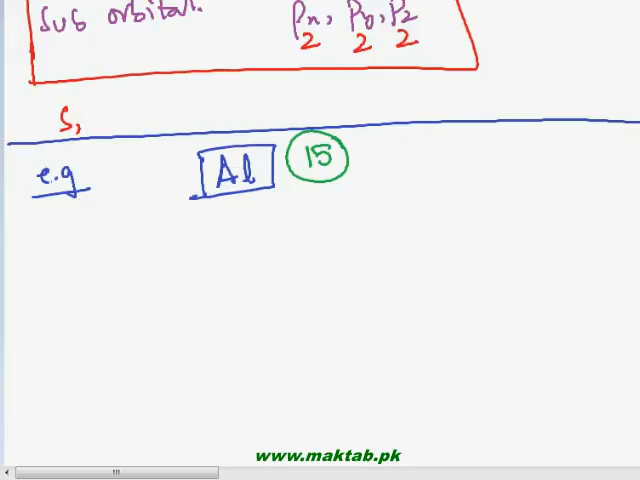 Sub orbital. Px, Py, Pz
2 2 2
S,
e.g Al 15
www.maktab.pk